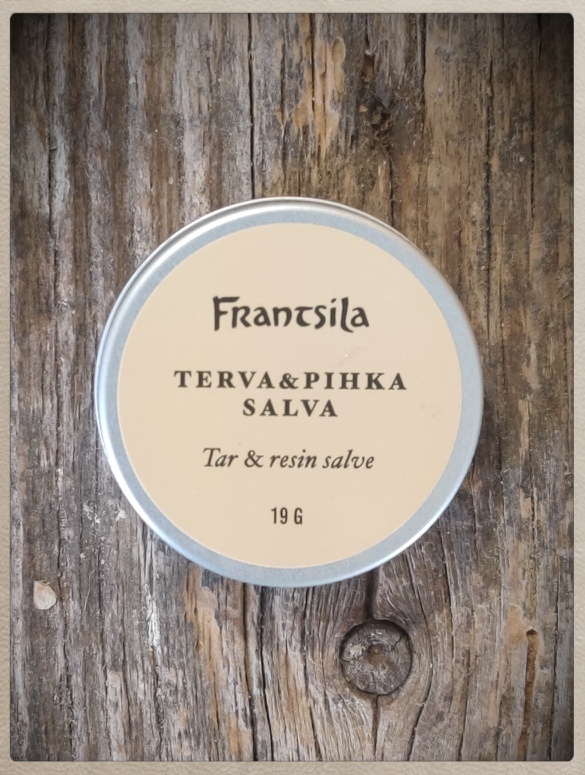 Frantsila
TERVA&PIHKA
SALVA
Tar & resin salve
19 G